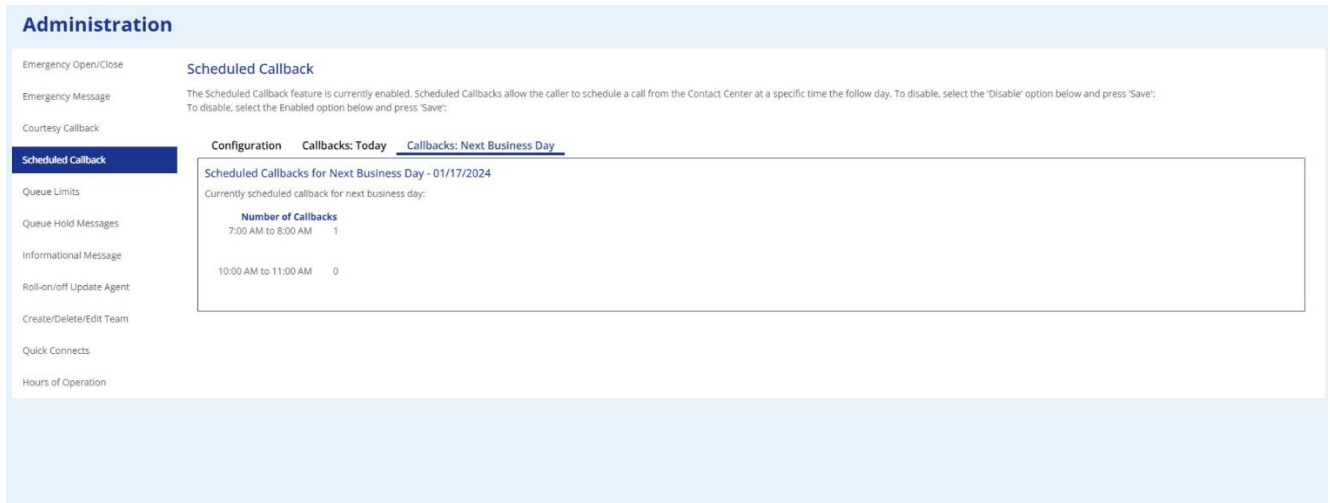 Administration
Emergency Open/Close
Emergency Message
Courtesy Callback
Scheduled Callback
Queue Limits
Queue Hold Messages
Informational Message
Roll-on/off Update Agent
Create/Delete/Edit Team
Quick Connects
Hours of Operation
Scheduled Callback
The Scheduled Callback feature is currently enabled. Scheduled Callbacks allow the caller to schedule a call from the Contact Center at a specific time the follow day. To disable, select the 'Disable' option below and press 'Save':
To disable, select the Enabled option below and press 'Save':
Configuration Callbacks: Today Callbacks: Next Business Day
Scheduled Callbacks for Next Business Day - 01/17/2024
Currently scheduled callback for next business day:
Number of Callbacks
7:00 AM to 8:00 AM 1
10:00 AM to 11:00 AM 0